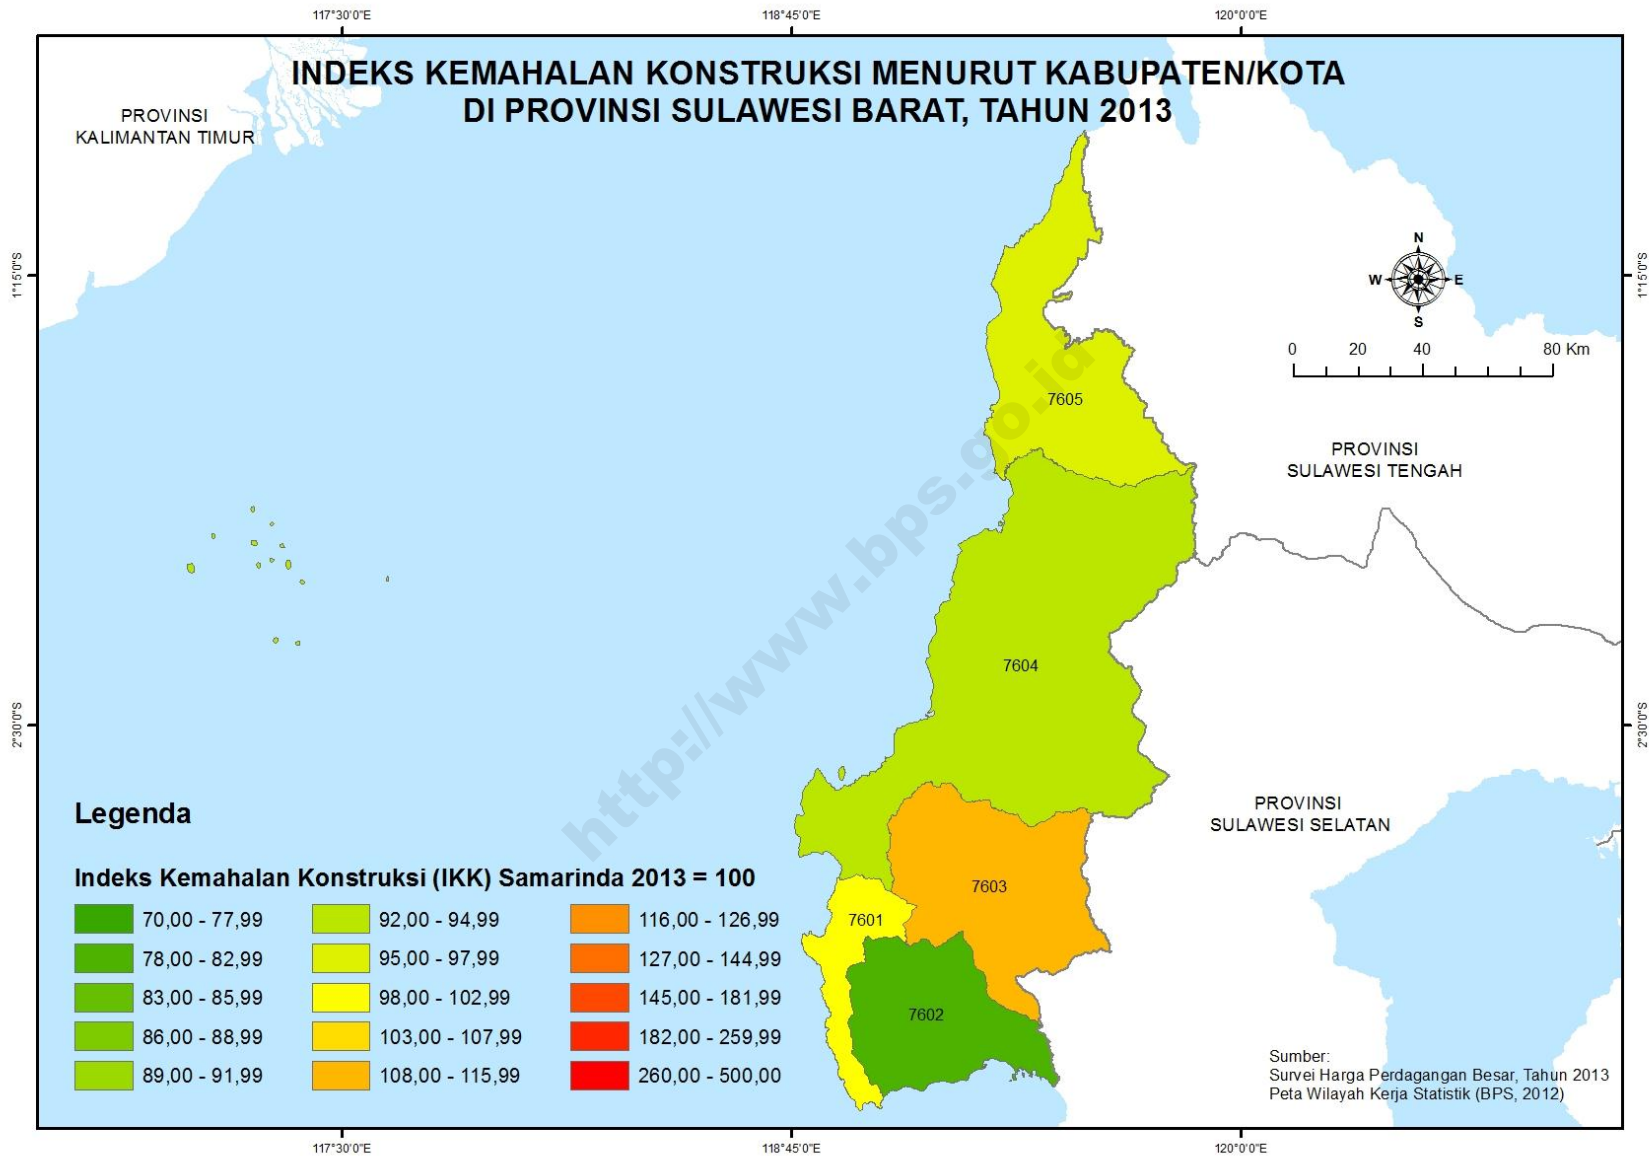 117°30'0"E
118°45'0"E
120°0'0"E
INDEKS KEMAHALAN KONSTRUKSI MENURUT KABUPATEN/KOTA
DI PROVINSI SULAWESI BARAT, TAHUN 2013
PROVINSI
KALIMANTAN TIMUR
1°15'0"S
1°15'0"S
N
W
E
S
0
20
40
80 Km
7605
PROVINSI
SULAWESI TENGAH
http://www.bps.go.id
7604
2°30'0"S
2°30'0"S
PROVINSI
SULAWESI SELATAN
7603
7601
7602
Legenda
Indeks Kemahalan Konstruksi (IKK) Samarinda 2013 = 100
70,00 - 77,99
78,00 - 82,99
83,00 - 85,99
86,00 - 88,99
89,00 - 91,99
92,00 - 94,99
95,00 - 97,99
98,00 - 102,99
103,00 - 107,99
108,00 - 115,99
116,00 - 126,99
127,00 - 144,99
145,00 - 181,99
182,00 - 259,99
260,00 - 500,00
Sumber:
Survei Harga Perdagangan Besar, Tahun 2013
Peta Wilayah Kerja Statistik (BPS, 2012)
117°30'0"E
118°45'0"E
120°0'0"E